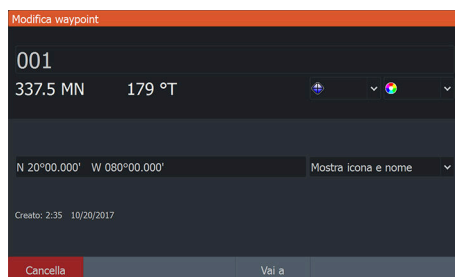 Modifica waypoint
001
337.5 MN 179 °T
N 20°00.000' W 080°00.000' Mostra icona e nome
Creato: 2:35 10/20/2017
Cancella Vai a